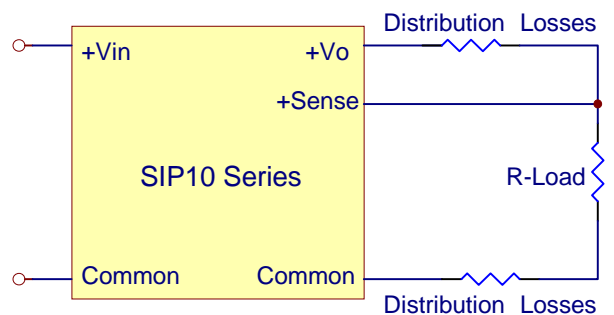 Distribution Losses
+Vin
+Vo
+Sense
SIP10 Series
R-Load
Common
Common
Distribution Losses